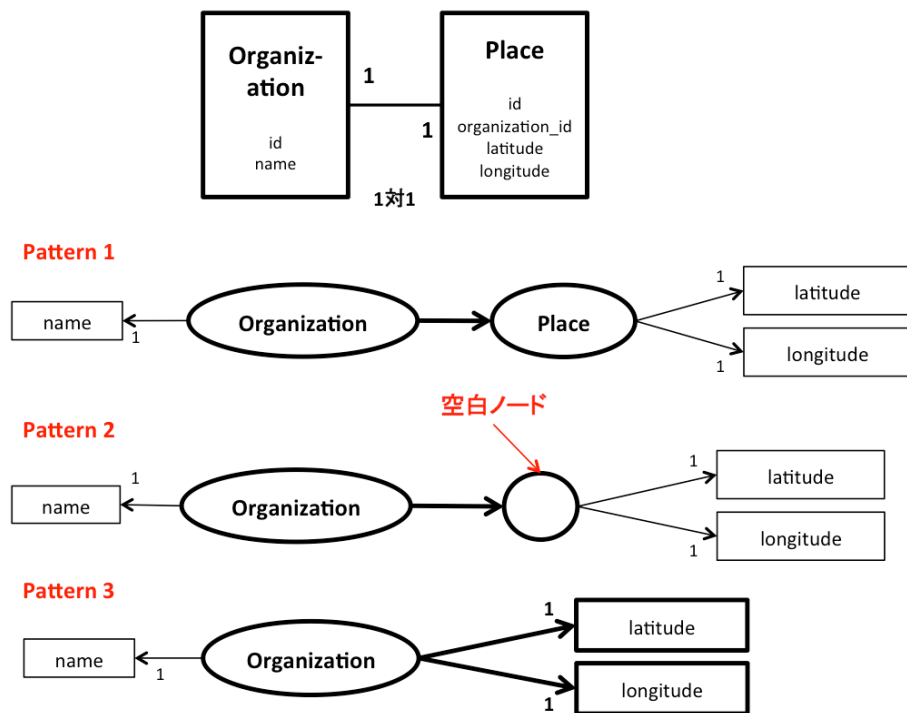 Organiz-
ation
id
name
1
1
1対1
Place
id
organization_id
latitude
longitude
Pattern 1
name
1
Organization
Place
1
latitude
1
longitude
空白ノード
Pattern 2
name
1
Organization
1
latitude
1
longitude
Pattern 3
name
1
Organization
1
latitude
1
longitude